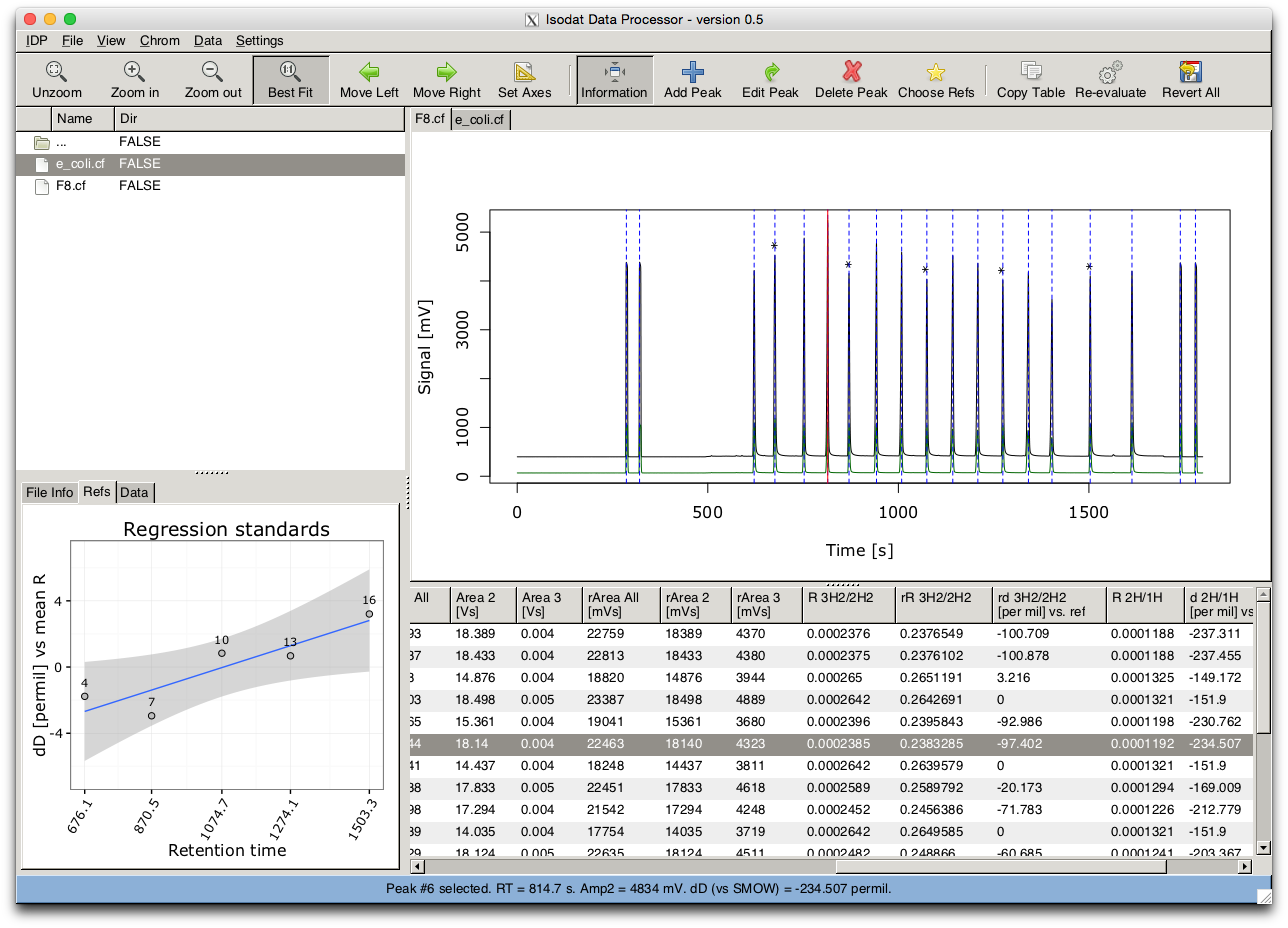 Isodat Data Processor - version 0.5
IDP File View Chrom Data Settings
Unzoom Zoom in Zoom out Best Fit Move Left Move Right Set Axes Information Add Peak Edit Peak Delete Peak Choose Refs Copy Table Re-evaluate Revert All
Name Dir
... FALSE
e_coli.cf FALSE
F8.cf FALSE
F8.cf e_coli.cf
Signal [mV]
5000
3000
1000
0
0 500 1000 1500
Time [s]
File Info Refs Data
Regression standards
dD [permil] vs mean R
4
0
-4
4 7 10 13 16
676.1 870.5 1074.7 1274.1 1503.3
Retention time
All Area 2 [Vs] Area 3 [Vs] rArea All [mVs] rArea 2 [mVs] rArea 3 [mVs] R 3H2/2H2 rR 3H2/2H2 rd 3H2/2H2 [per mil] vs. ref R 2H/1H d 2H/1H [per mil] vs
93 18.389 0.004 22759 18389 4370 0.0002376 0.2376549 -100.709 0.0001188 -237.311
37 18.433 0.004 22813 18433 4380 0.0002375 0.2376102 -100.878 0.0001188 -237.455
3 14.876 0.004 18820 14876 3944 0.000265 0.2651191 3.216 0.0001325 -149.172
03 18.498 0.005 23387 18498 4889 0.0002642 0.2642691 0 0.0001321 -151.9
65 15.361 0.004 19041 15361 3680 0.0002396 0.2395843 -92.986 0.0001198 -230.762
44 18.14 0.004 22463 18140 4323 0.0002385 0.2383285 -97.402 0.0001192 -234.507
41 14.437 0.004 18248 14437 3811 0.0002642 0.2639579 0 0.0001321 -151.9
38 17.833 0.005 22451 17833 4618 0.0002589 0.2589792 -20.173 0.0001294 -169.009
98 17.294 0.004 21542 17294 4248 0.0002452 0.2456386 -71.783 0.0001226 -212.779
39 14.035 0.004 17754 14035 3719 0.0002642 0.2649585 0 0.0001321 -151.9
29 18.124 0.005 22635 18124 4511 0.0002482 0.248866 -60.685 0.0001241 -203.367
Peak #6 selected. RT = 814.7 s. Amp2 = 4834 mV. dD (vs SMOW) = -234.507 permil.